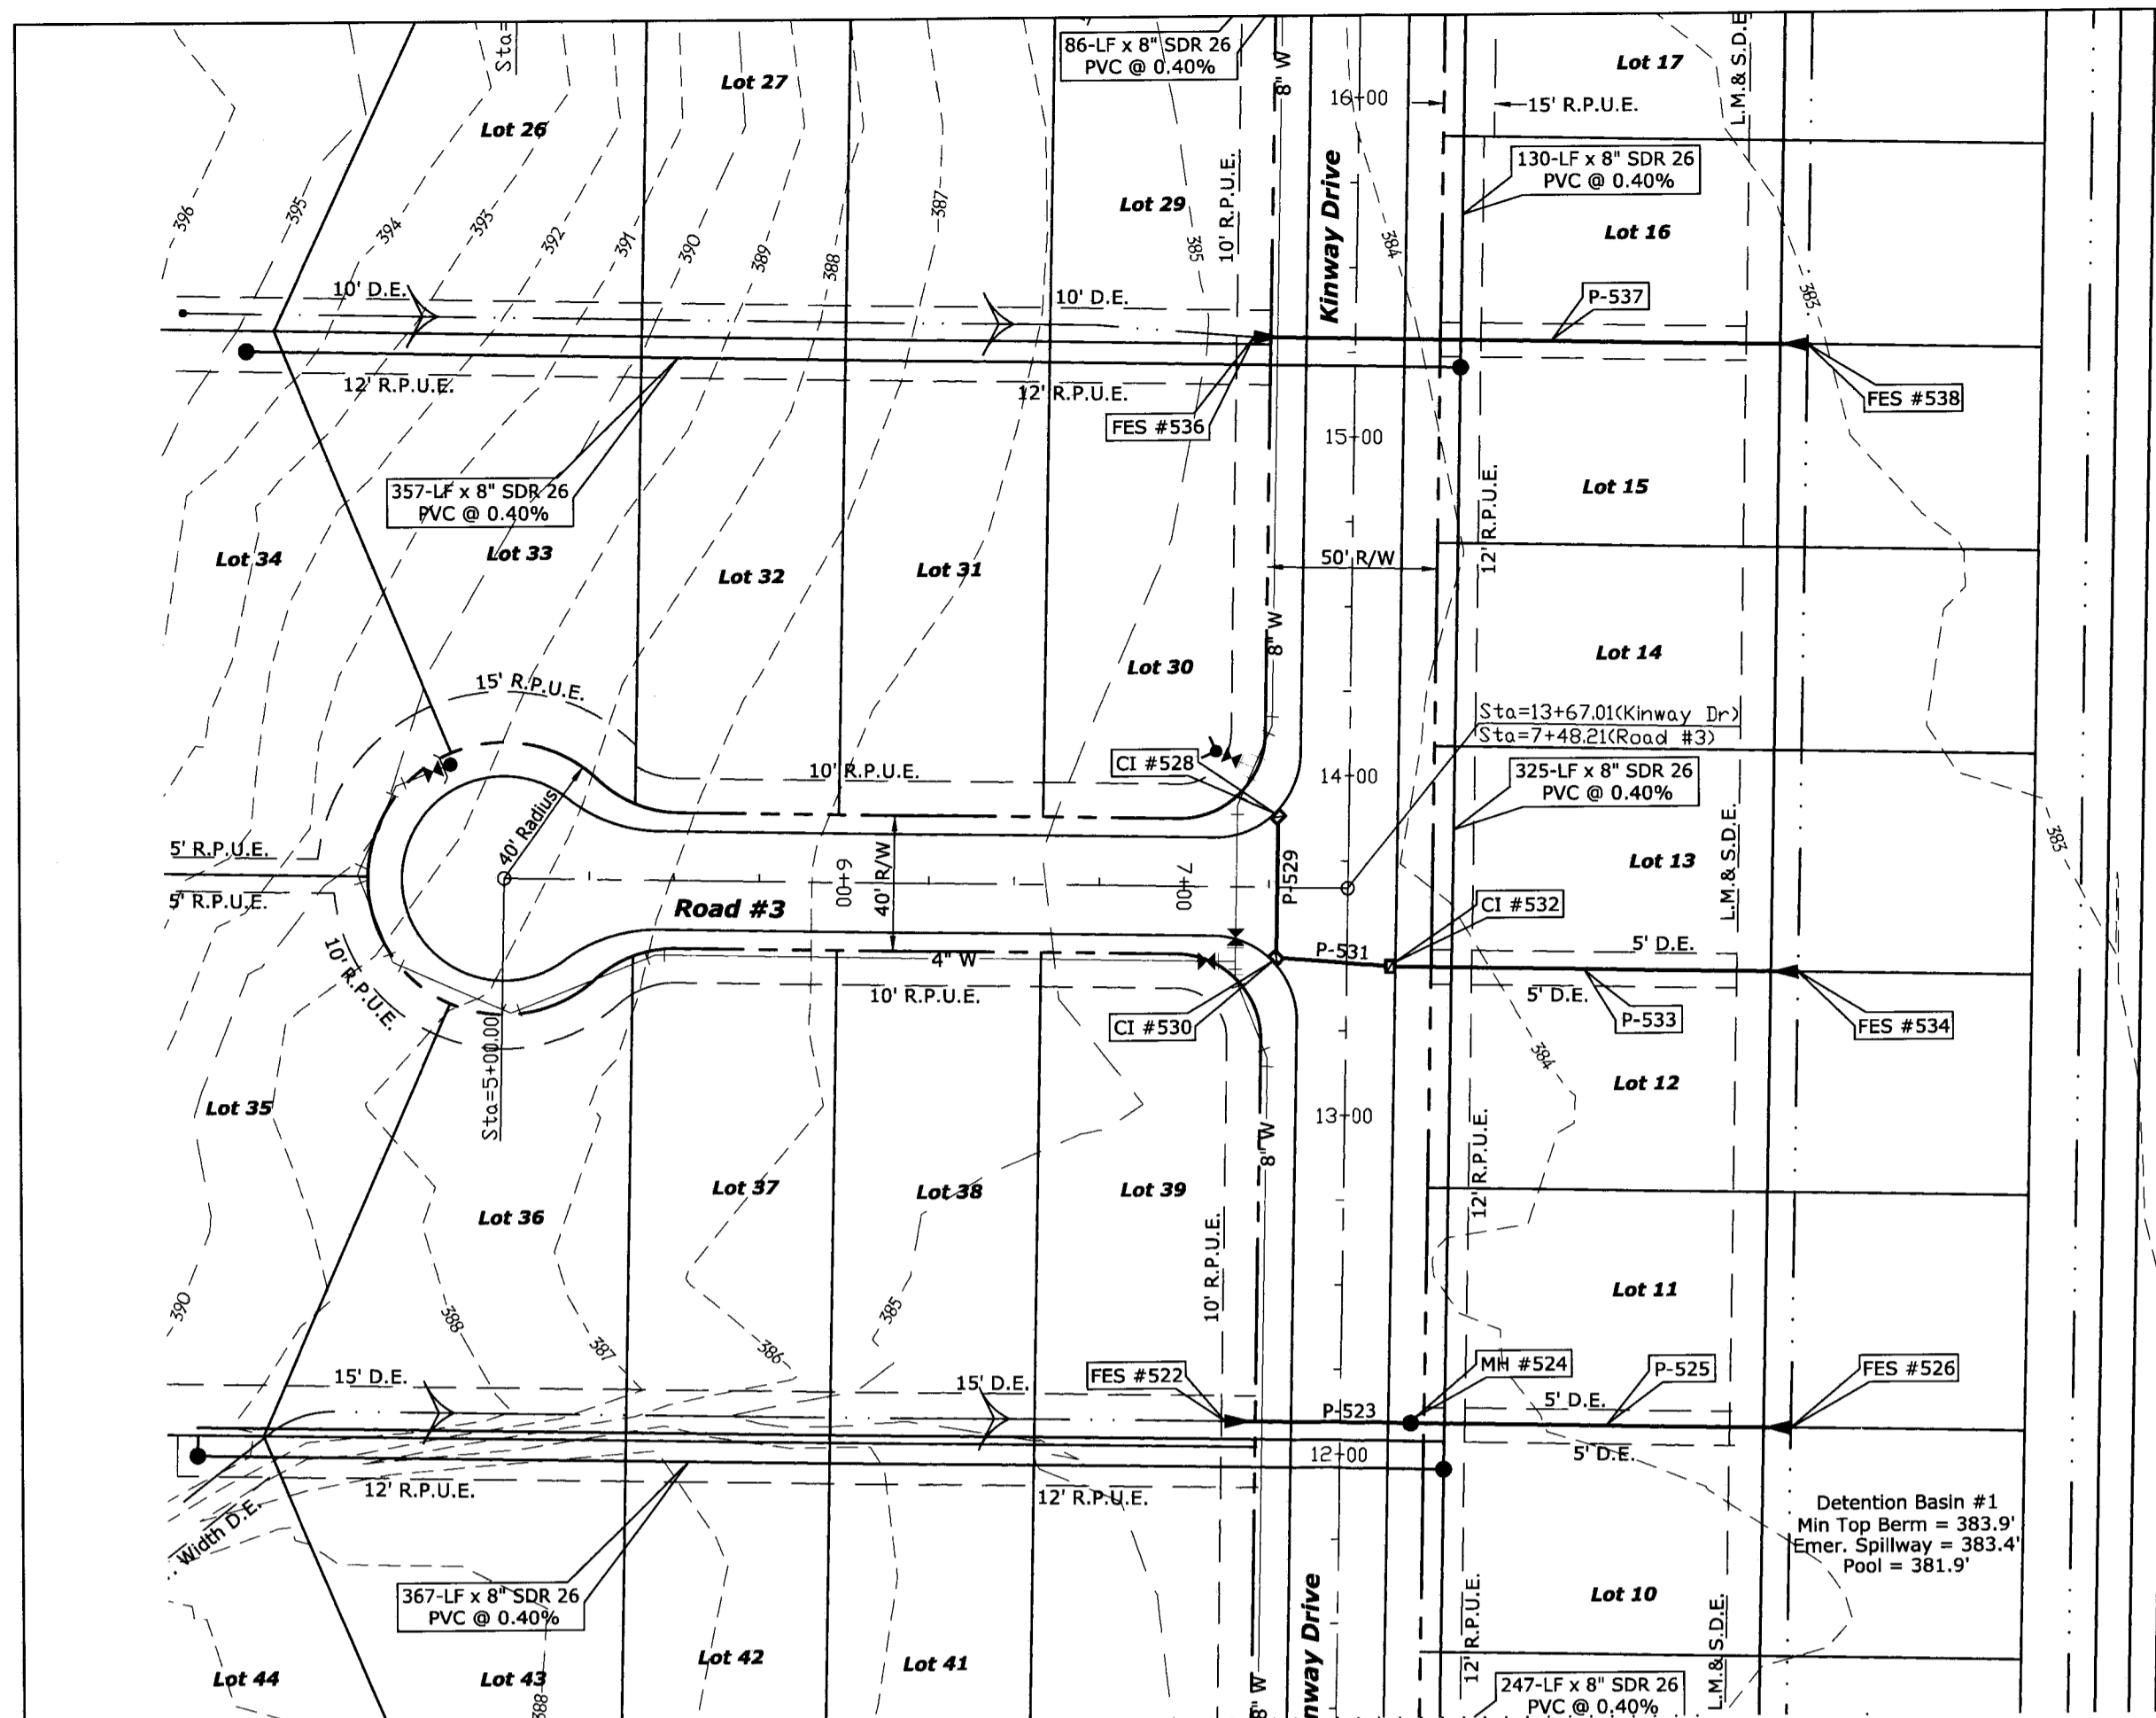 Sta=
86-LF x 8" SDR 26
PVC @ 0.40%
8" W
16+00
Lot 17
L.M.& S.D.E.
15' R.P.U.E.
Lot 27
Lot 26
Lot 29
10' R.P.U.E.
Kinway Drive
130-LF x 8" SDR 26
PVC @ 0.40%
Lot 16
396
395
394
393
392
391
390
389
388
387
385
384
383
10' D.E.
10' D.E.
P-537
12' R.P.U.E.
12' R.P.U.E.
FES #536
FES #538
15+00
357-LF x 8" SDR 26
PVC @ 0.40%
Lot 15
12' R.P.U.E.
Lot 34
Lot 33
Lot 32
Lot 31
50' R/W
8" W
Lot 30
Lot 14
15' R.P.U.E.
Sta=13+67.01(Kinway Dr)
Sta=7+48.21(Road #3)
CI #528
10' R.P.U.E.
14+00
325-LF x 8" SDR 26
PVC @ 0.40%
40' Radius
5' R.P.U.E.
5' R.P.U.E.
6+00
40' R/W
7+00
P-529
Lot 13
L.M.& S.D.E.
383
Road #3
CI #532
10' R.P.U.E.
4" W
P-531
5' D.E.
10' R.P.U.E.
5' D.E.
CI #530
P-533
FES #534
Sta=5+00.00
384
Lot 35
13+00
Lot 12
8" W
12' R.P.U.E.
Lot 36
Lot 37
Lot 38
Lot 39
10' R.P.U.E.
Lot 11
390
388
387
386
385
15' D.E.
15' D.E.
FES #522
MH #524
P-525
FES #526
P-523
5' D.E.
12+00
5' D.E.
12' R.P.U.E.
12' R.P.U.E.
Width D.E.
Detention Basin #1
Min Top Berm = 383.9'
Emer. Spillway = 383.4'
Pool = 381.9'
367-LF x 8" SDR 26
PVC @ 0.40%
Lot 10
12' R.P.U.E.
L.M.& S.D.E.
Lot 44
Lot 43
388
Lot 42
Lot 41
8" W
nway Drive
247-LF x 8" SDR 26
PVC @ 0.40%